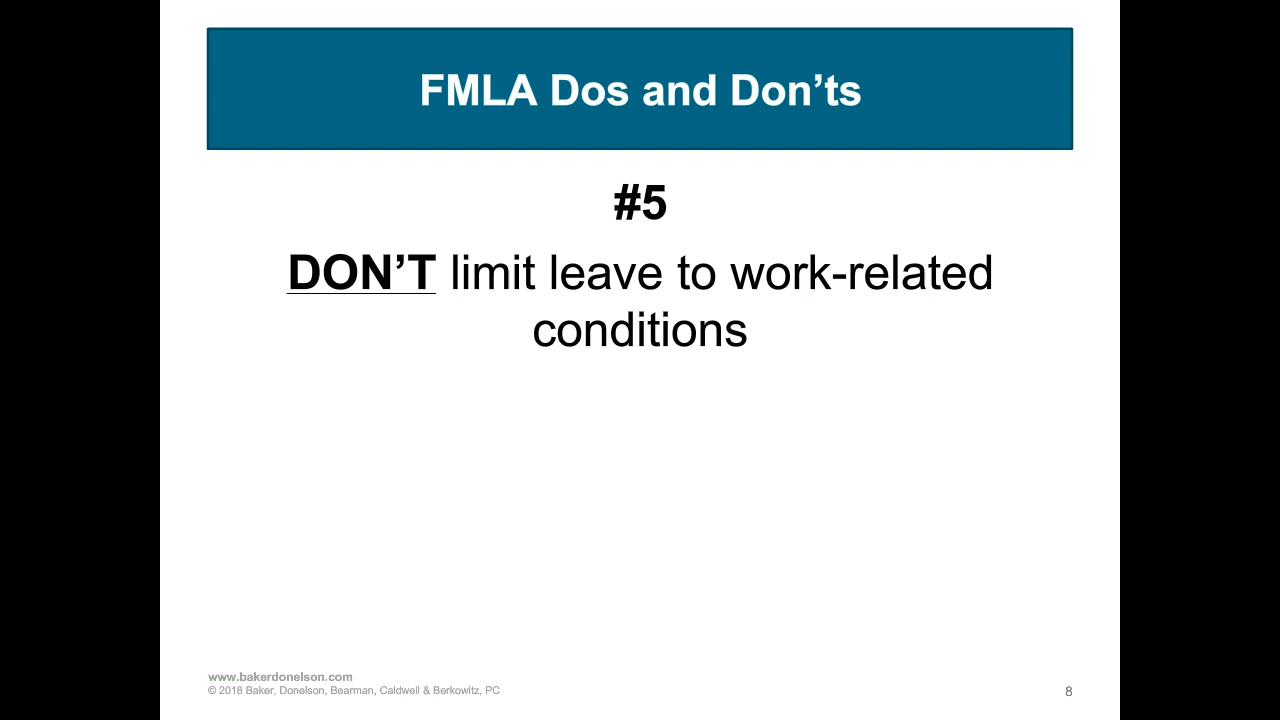 FMLA Dos and Don’ts
#5
DON’T limit leave to work-related
conditions
www.bakerdonelson.com
© 2018 Baker, Donelson, Bearman, Caldwell & Berkowitz, PC
8